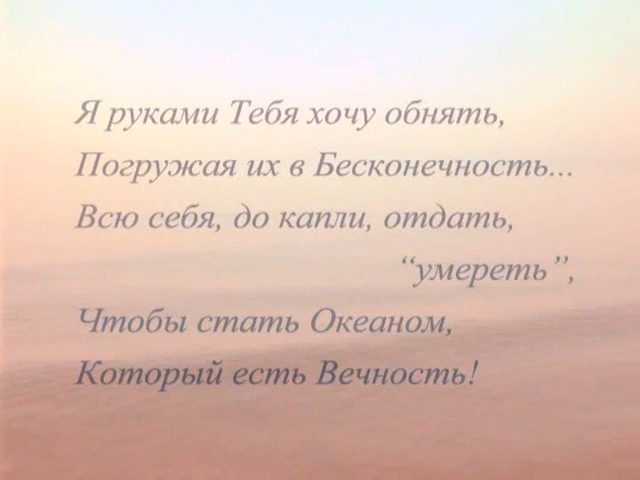 Я руками Тебя хочу обнять,
Погружая их в Бесконечность...
Всю себя, до капли, отдать,
“умереть”,
Чтобы стать Океаном,
Который есть Вечность!